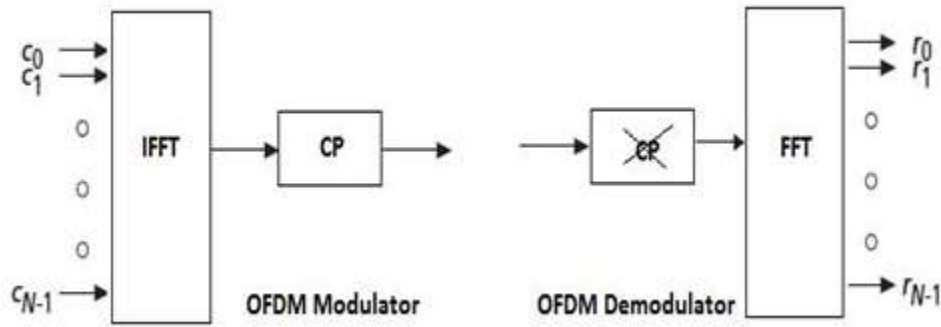 c0
c1
IFFT
CP
cN-1
OFDM Modulator
CP
FFT
r0
r1
rN-1
OFDM Demodulator